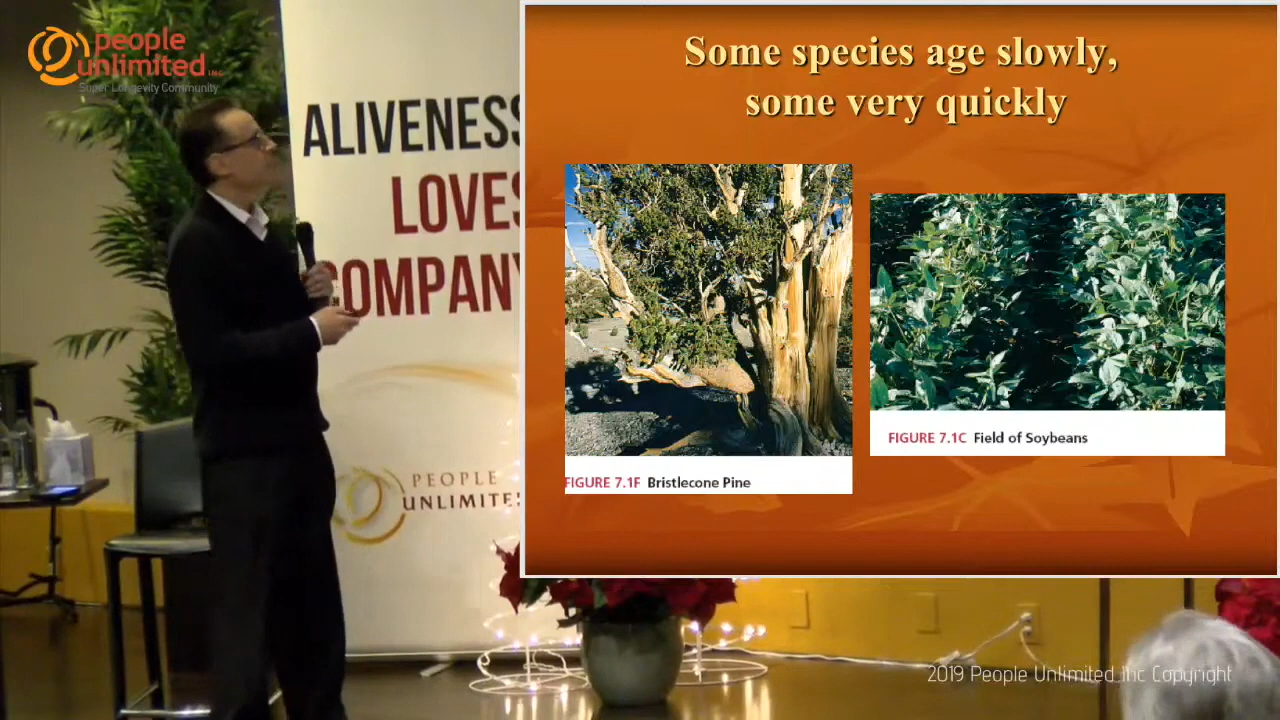 people
unlimited INC
Super Longevity Community
ALIVENESS
LOVES
COMPANY
PEOPLE
UNLIMITE
Some species age slowly,
some very quickly
FIGURE 7.1F Bristlecone Pine
FIGURE 7.1C Field of Soybeans
2019 People Unlimited Inc Copyright